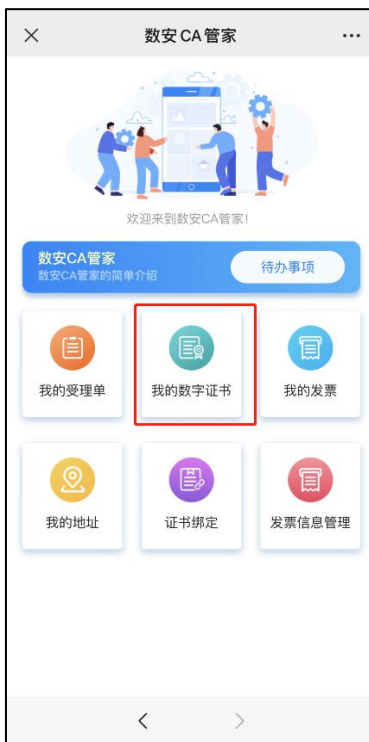 数安CA管家
欢迎来到数安CA管家!
数安CA管家
数安CA管家的简单介绍
待办事项
我的受理单
我的数字证书
我的发票
我的地址
证书绑定
发票信息管理